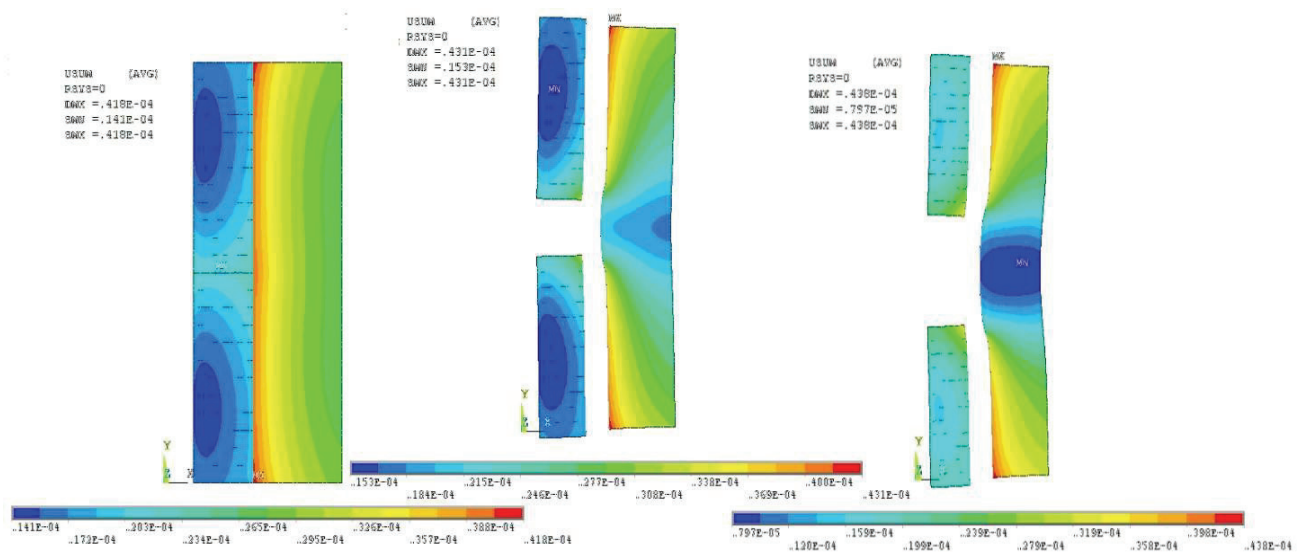 USUM (AVG)
RSYS=0
DMX =.418E-04
SMN =.141E-04
SMX =.418E-04
USUM (AVG)
RSYS=0
DMX =.431E-04
SMN =.153E-04
SMX =.431E-04
USUM (AVG)
RSYS=0
DMX =.438E-04
SMN =.797E-05
SMX =.438E-04
MX
MN
MX
MN
Y
X
MX
Y
X
Y
.141E-04 .203E-04 .265E-04 .326E-04 .388E-04
.172E-04 .234E-04 .295E-04 .357E-04 .418E-04
.153E-04 .215E-04 .277E-04 .338E-04 .400E-04
.184E-04 .246E-04 .308E-04 .369E-04 .431E-04
.797E-05 .159E-04 .239E-04 .319E-04 .398E-04
.120E-04 .199E-04 .279E-04 .358E-04 .438E-04